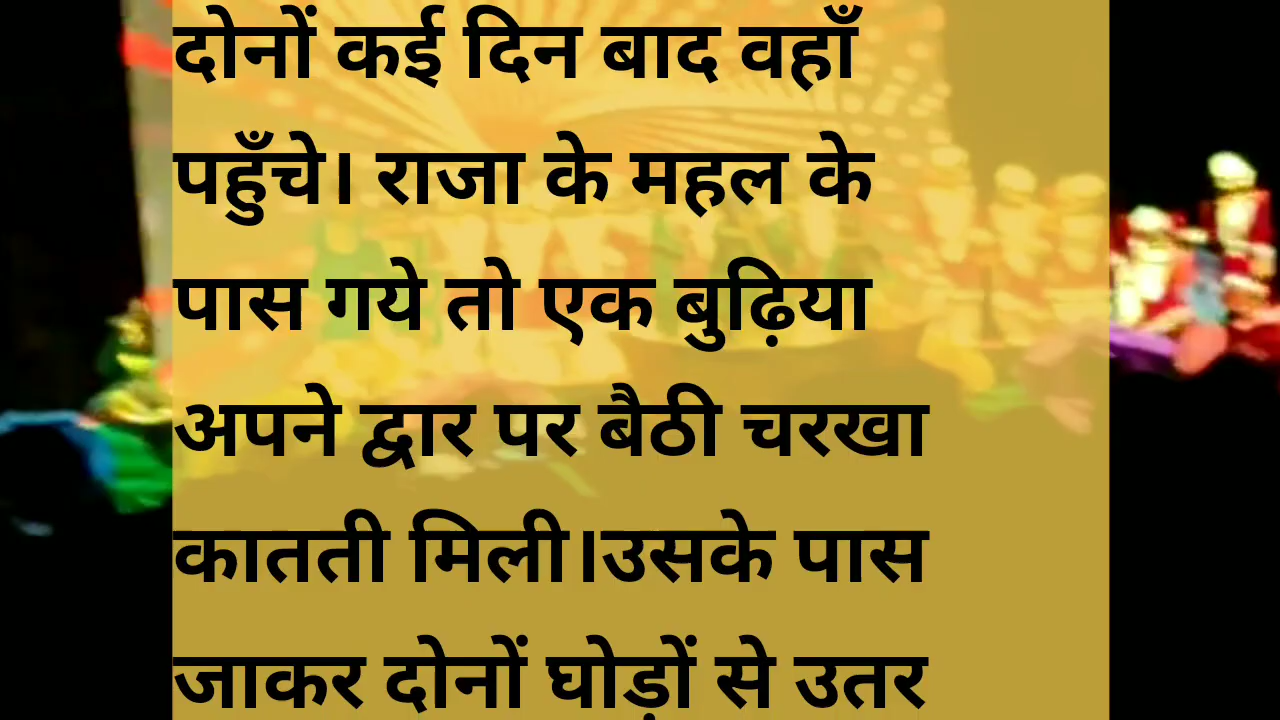 दोनों कई दिन बाद वहाँ
पहुँचे। राजा के महल के
पास गये तो एक बुढ़िया
अपने द्वार पर बैठी चरखा
कातती मिली।उसके पास
जाकर दोनों घोड़ों से उतर